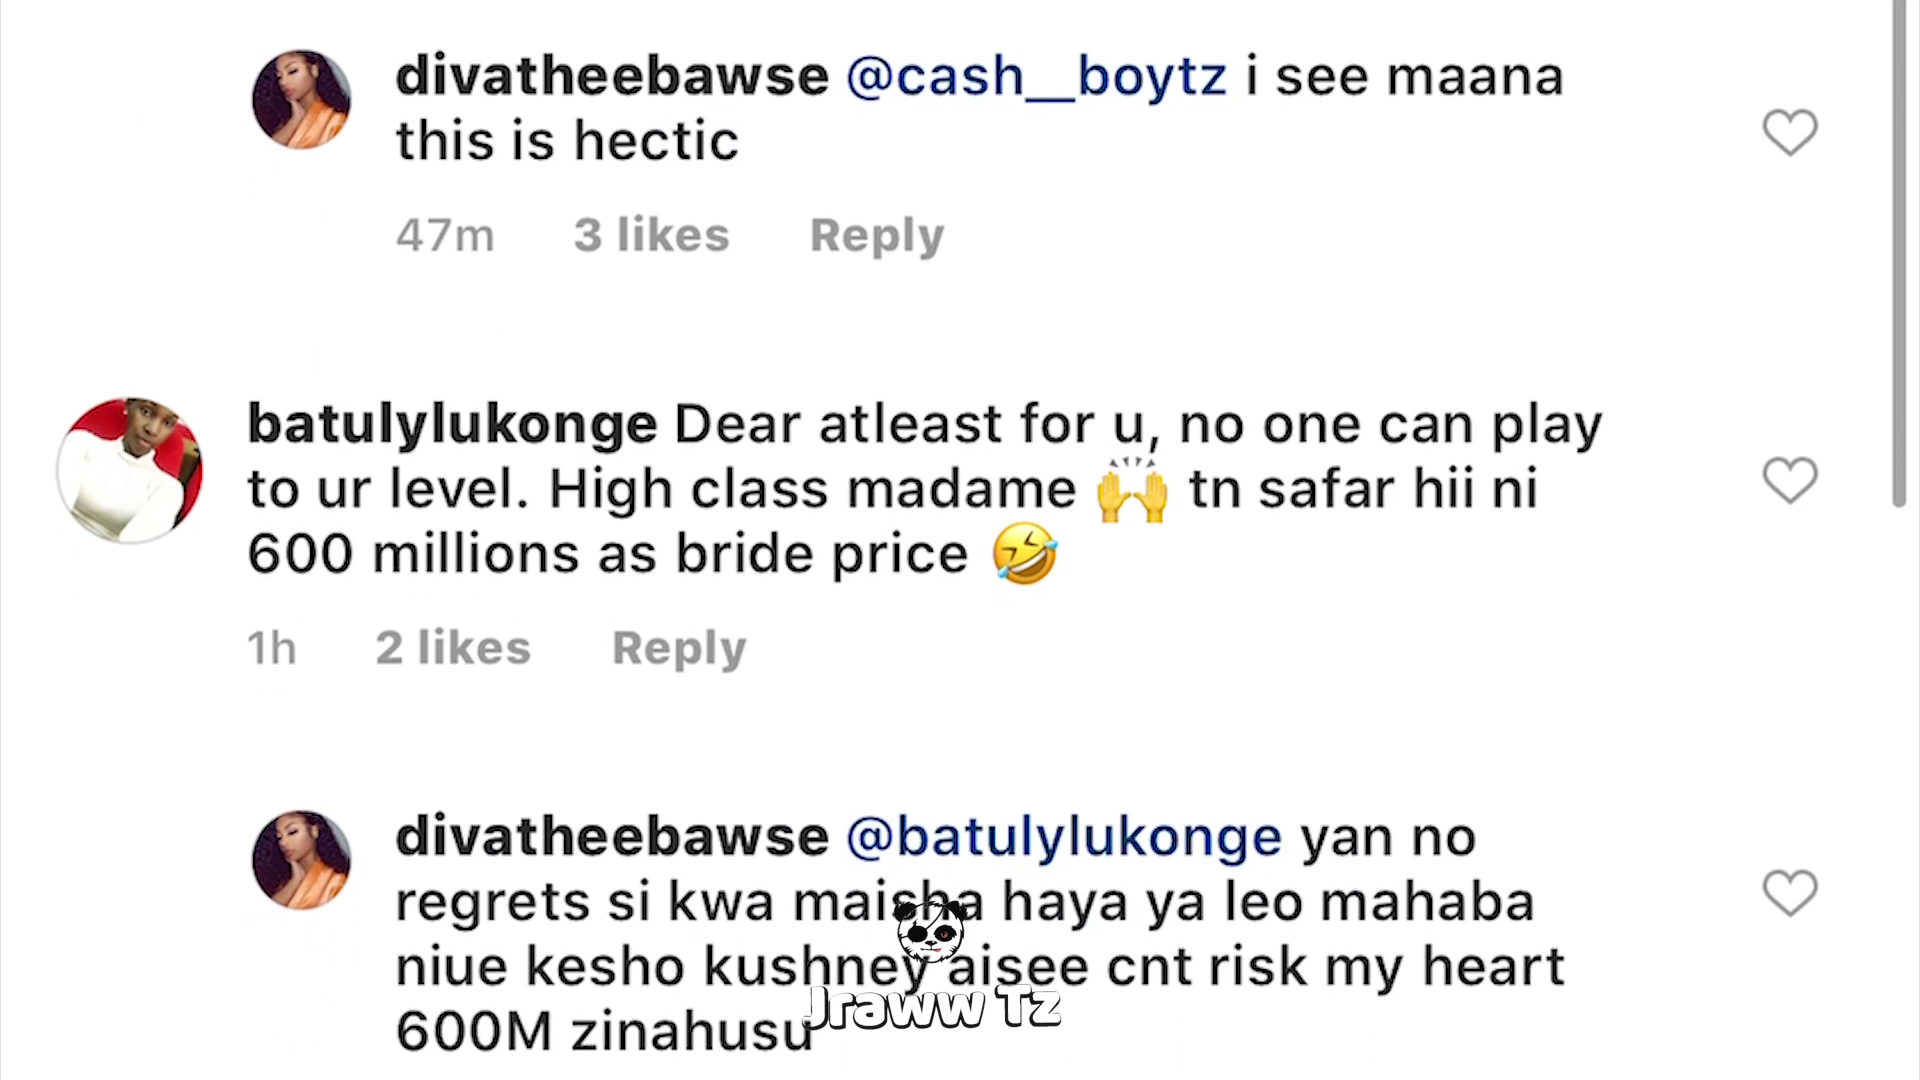 divatheebawse @cash__boytz i see maana
this is hectic
47m 3 likes Reply
batulylukonge Dear atleast for u, no one can play
to ur level. High class madame 🙌 tn safar hii ni
600 millions as bride price 🤣
1h 2 likes Reply
divatheebawse @batulylukonge yan no
regrets si kwa maisha haya ya leo mahaba
niue kesho kushney aisee cnt risk my heart
600M zinahusu
Jraww Tz